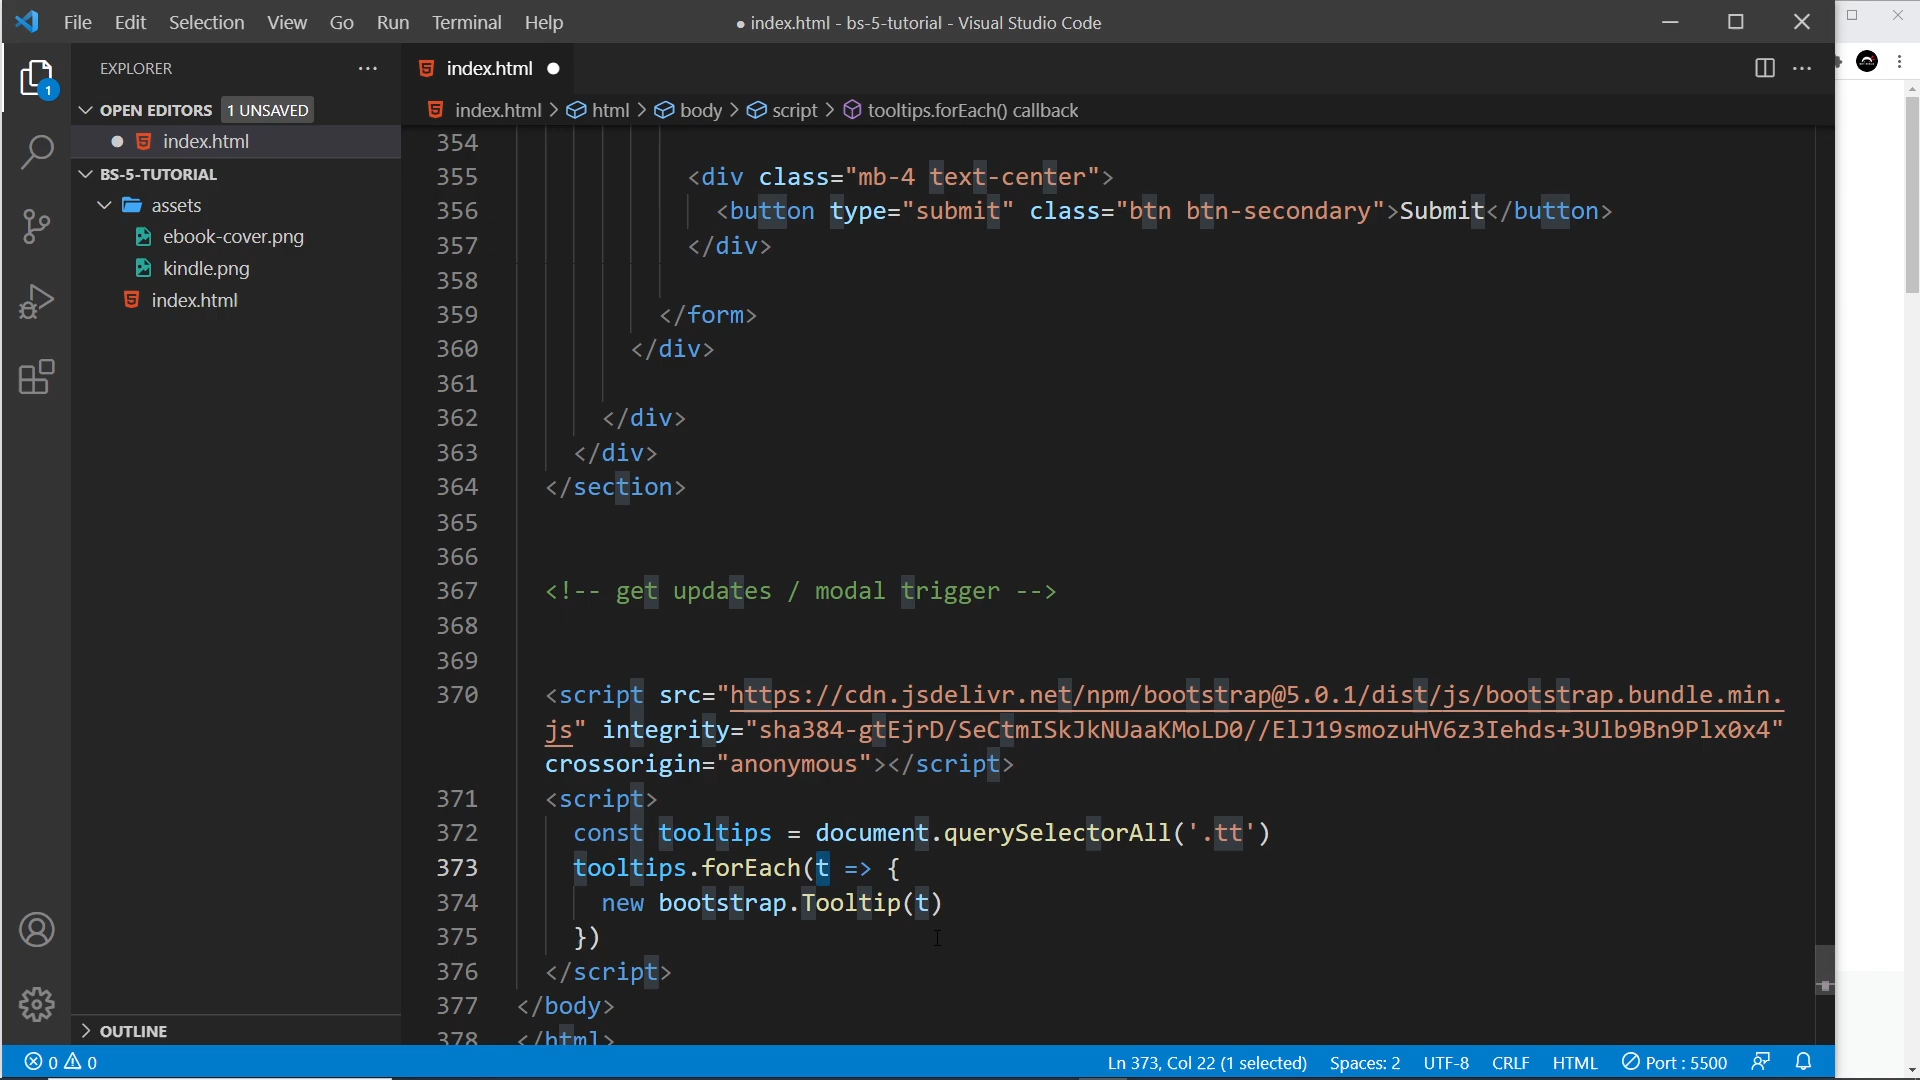 File Edit Selection View Go Run Terminal Help
● index.html - bs-5-tutorial - Visual Studio Code
EXPLORER
OPEN EDITORS 1 UNSAVED
index.html
BS-5-TUTORIAL
assets
ebook-cover.png
kindle.png
index.html
OUTLINE
1
index.html
index.html > html > body > script > tooltips.forEach() callback
354
355 <div class="mb-4 text-center">
356 <button type="submit" class="btn btn-secondary">Submit</button>
357 </div>
358
359 </form>
360 </div>
361
362 </div>
363 </div>
364 </section>
365
366
367 <!-- get updates / modal trigger -->
368
369
370 <script src="https://cdn.jsdelivr.net/npm/bootstrap@5.0.1/dist/js/bootstrap.bundle.min.
js" integrity="sha384-gtEjrD/SeCtmISkJkNUaaKMoLD0//ElJ19smozuHV6z3Iehds+3Ulb9Bn9Plx0x4"
crossorigin="anonymous"></script>
371 <script>
372 const tooltips = document.querySelectorAll('.tt')
373 tooltips.forEach(t => {
374 new bootstrap.Tooltip(t)
375 })
376 </script>
377 </body>
378 </html>
0 0
Ln 373, Col 22 (1 selected) Spaces: 2 UTF-8 CRLF HTML Port : 5500